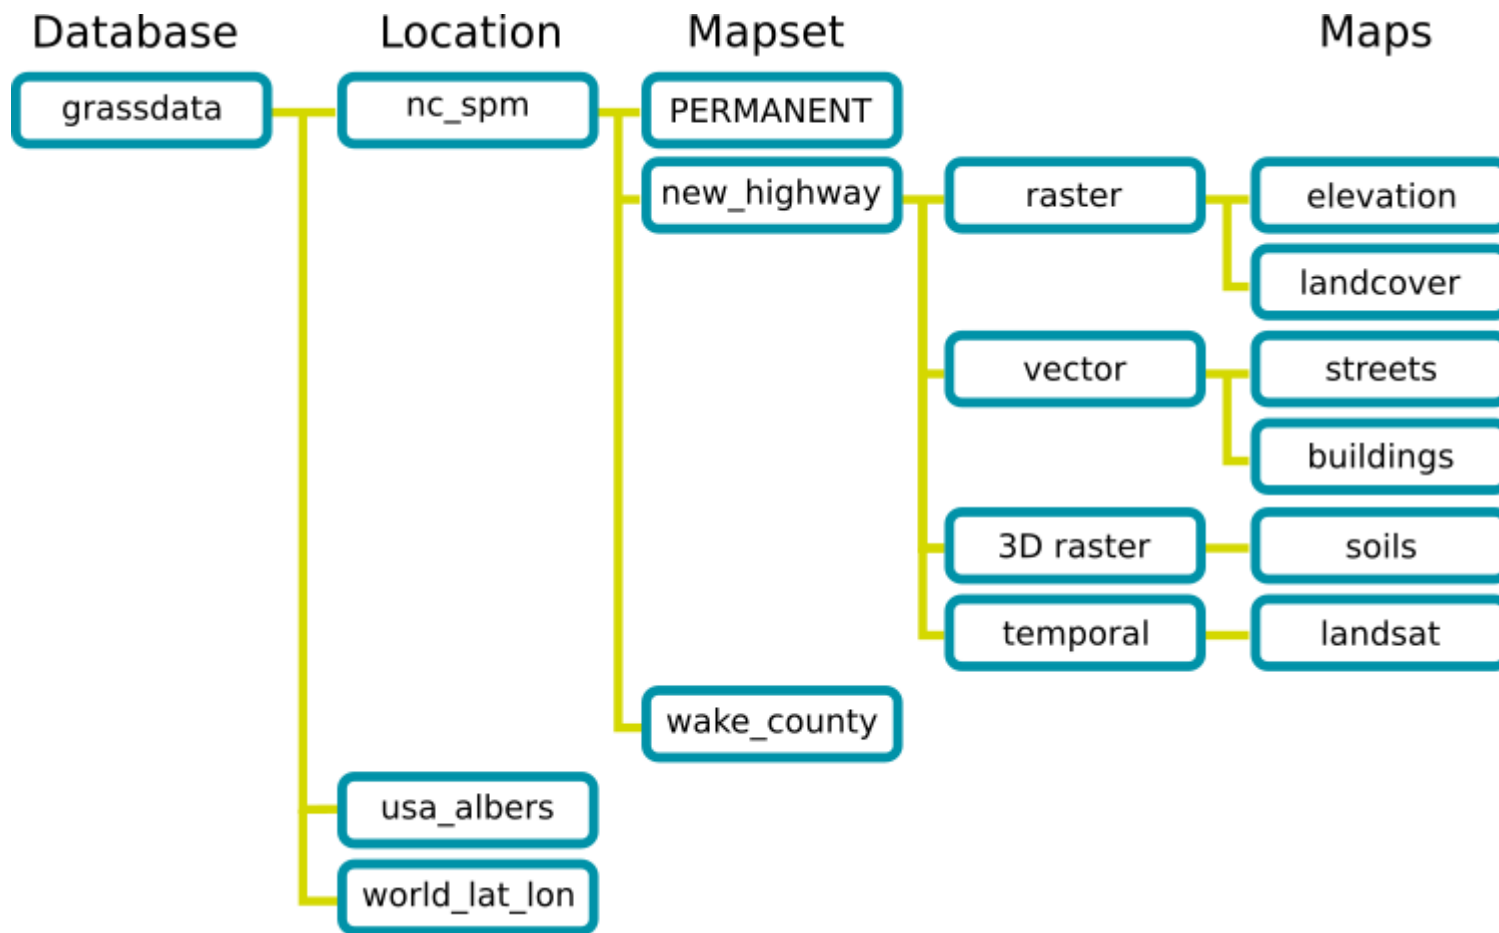 Database
Location
Mapset
Maps
grassdata
nc_spm
PERMANENT
new_highway
raster
elevation
landcover
vector
streets
buildings
3D raster
soils
temporal
landsat
wake_county
usa_albers
world_lat_lon